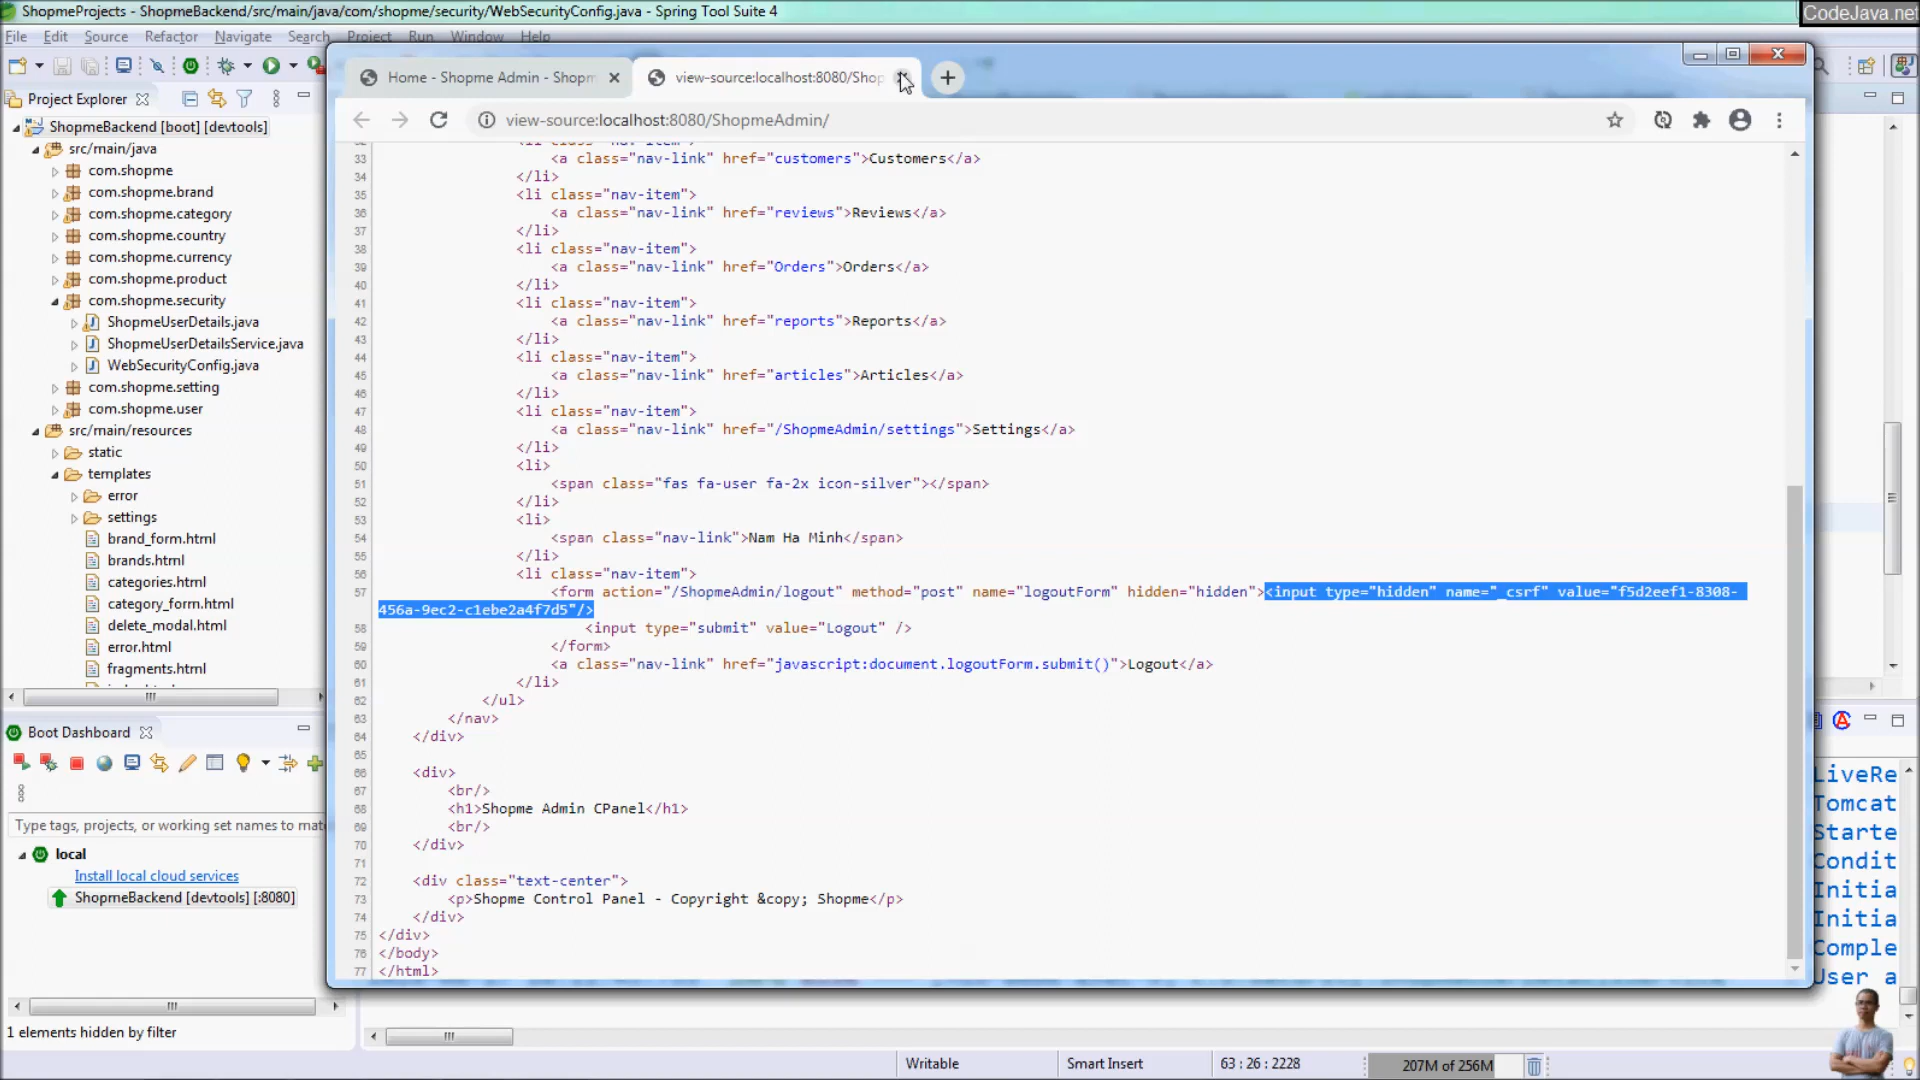 ShopmeProjects - ShopmeBackend/src/main/java/com/shopme/security/WebSecurityConfig.java - Spring Tool Suite 4
CodeJava.net
File Edit Source Refactor Navigate Search Project Run Window Help
Home - Shopme Admin - Shopm
view-source:localhost:8080/Shop
Project Explorer
view-source:localhost:8080/ShopmeAdmin/
ShopmeBackend [boot] [devtools]
src/main/java
com.shopme
com.shopme.brand
com.shopme.category
com.shopme.country
com.shopme.currency
com.shopme.product
com.shopme.security
ShopmeUserDetails.java
ShopmeUserDetailsService.java
WebSecurityConfig.java
com.shopme.setting
com.shopme.user
src/main/resources
static
templates
error
settings
brand_form.html
brands.html
categories.html
category_form.html
delete_modal.html
error.html
fragments.html
33 <a class="nav-link" href="customers">Customers</a>
34 </li>
35 <li class="nav-item">
36 <a class="nav-link" href="reviews">Reviews</a>
37 </li>
38 <li class="nav-item">
39 <a class="nav-link" href="Orders">Orders</a>
40 </li>
41 <li class="nav-item">
42 <a class="nav-link" href="reports">Reports</a>
43 </li>
44 <li class="nav-item">
45 <a class="nav-link" href="articles">Articles</a>
46 </li>
47 <li class="nav-item">
48 <a class="nav-link" href="/ShopmeAdmin/settings">Settings</a>
49 </li>
50 <li>
51 <span class="fas fa-user fa-2x icon-silver"></span>
52 </li>
53 <li>
54 <span class="nav-link">Nam Ha Minh</span>
55 </li>
56 <li class="nav-item">
57 <form action="/ShopmeAdmin/logout" method="post" name="logoutForm" hidden="hidden"><input type="hidden" name="_csrf" value="f5d2eef1-8308-
456a-9ec2-c1ebe2a4f7d5"/>
58 <input type="submit" value="Logout" />
59 </form>
60 <a class="nav-link" href="javascript:document.logoutForm.submit()">Logout</a>
61 </li>
62 </ul>
63 </nav>
64 </div>
65
66 <div>
67 <br/>
68 <h1>Shopme Admin CPanel</h1>
69 <br/>
70 </div>
71
72 <div class="text-center">
73 <p>Shopme Control Panel - Copyright &copy; Shopme</p>
74 </div>
75 </div>
76 </body>
77 </html>
Boot Dashboard
Type tags, projects, or working set names to mat
local
Install local cloud services
ShopmeBackend [devtools] [:8080]
1 elements hidden by filter
LiveRe
Tomcat
Starte
Condit
Initia
Initia
Comple
User a
Writable
Smart Insert
63 : 26 : 2228
207M of 256M